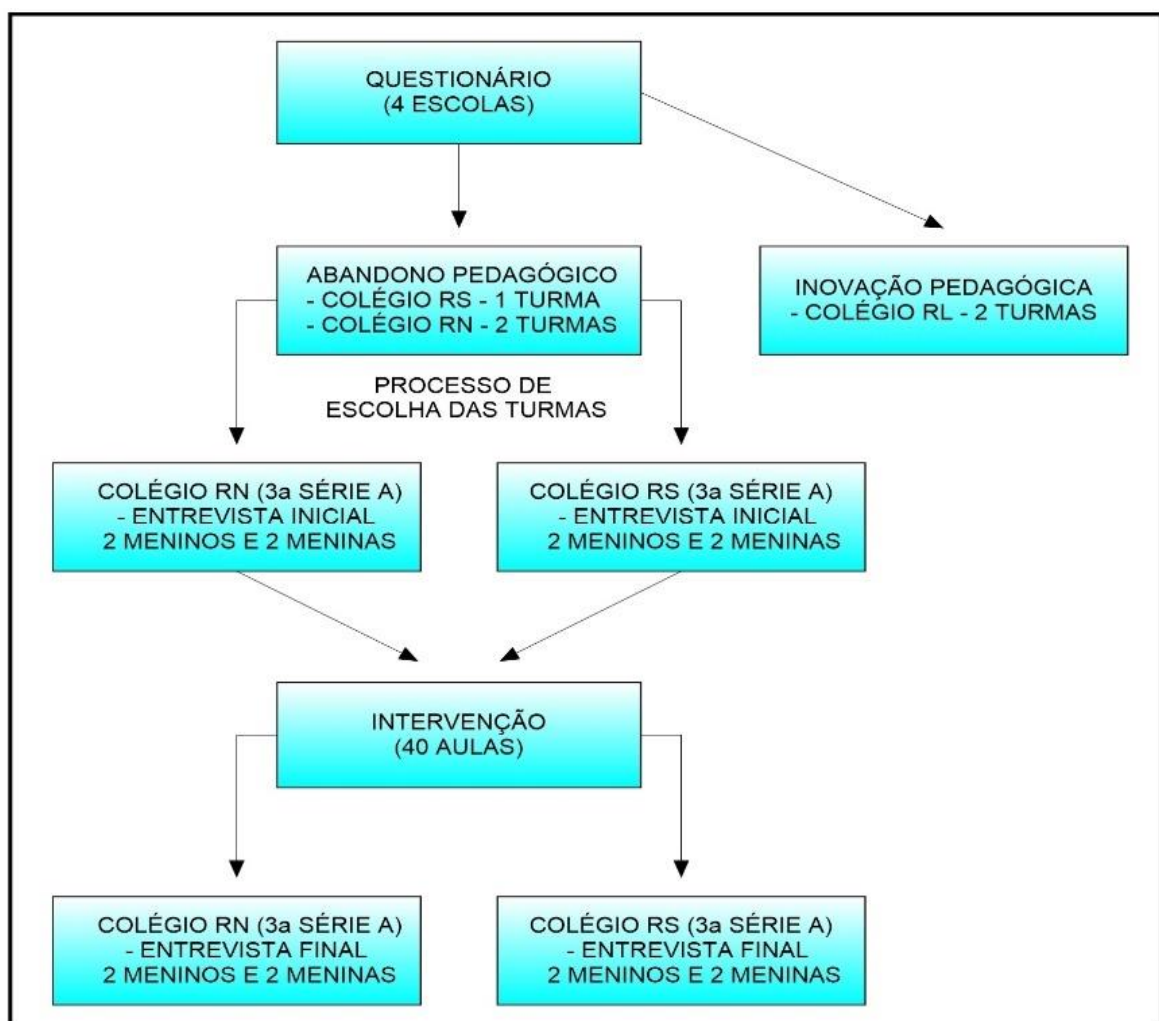 QUESTIONÁRIO
(4 ESCOLAS)
ABANDONO PEDAGÓGICO
- COLÉGIO RS - 1 TURMA
- COLÉGIO RN - 2 TURMAS
INOVAÇÃO PEDAGÓGICA
- COLÉGIO RL - 2 TURMAS
PROCESSO DE
ESCOLHA DAS TURMAS
COLÉGIO RN (3a SÉRIE A)
- ENTREVISTA INICIAL
2 MENINOS E 2 MENINAS
COLÉGIO RS (3a SÉRIE A)
- ENTREVISTA INICIAL
2 MENINOS E 2 MENINAS
INTERVENÇÃO
(40 AULAS)
COLÉGIO RN (3a SÉRIE A)
- ENTREVISTA FINAL
2 MENINOS E 2 MENINAS
COLÉGIO RS (3a SÉRIE A)
- ENTREVISTA FINAL
2 MENINOS E 2 MENINAS